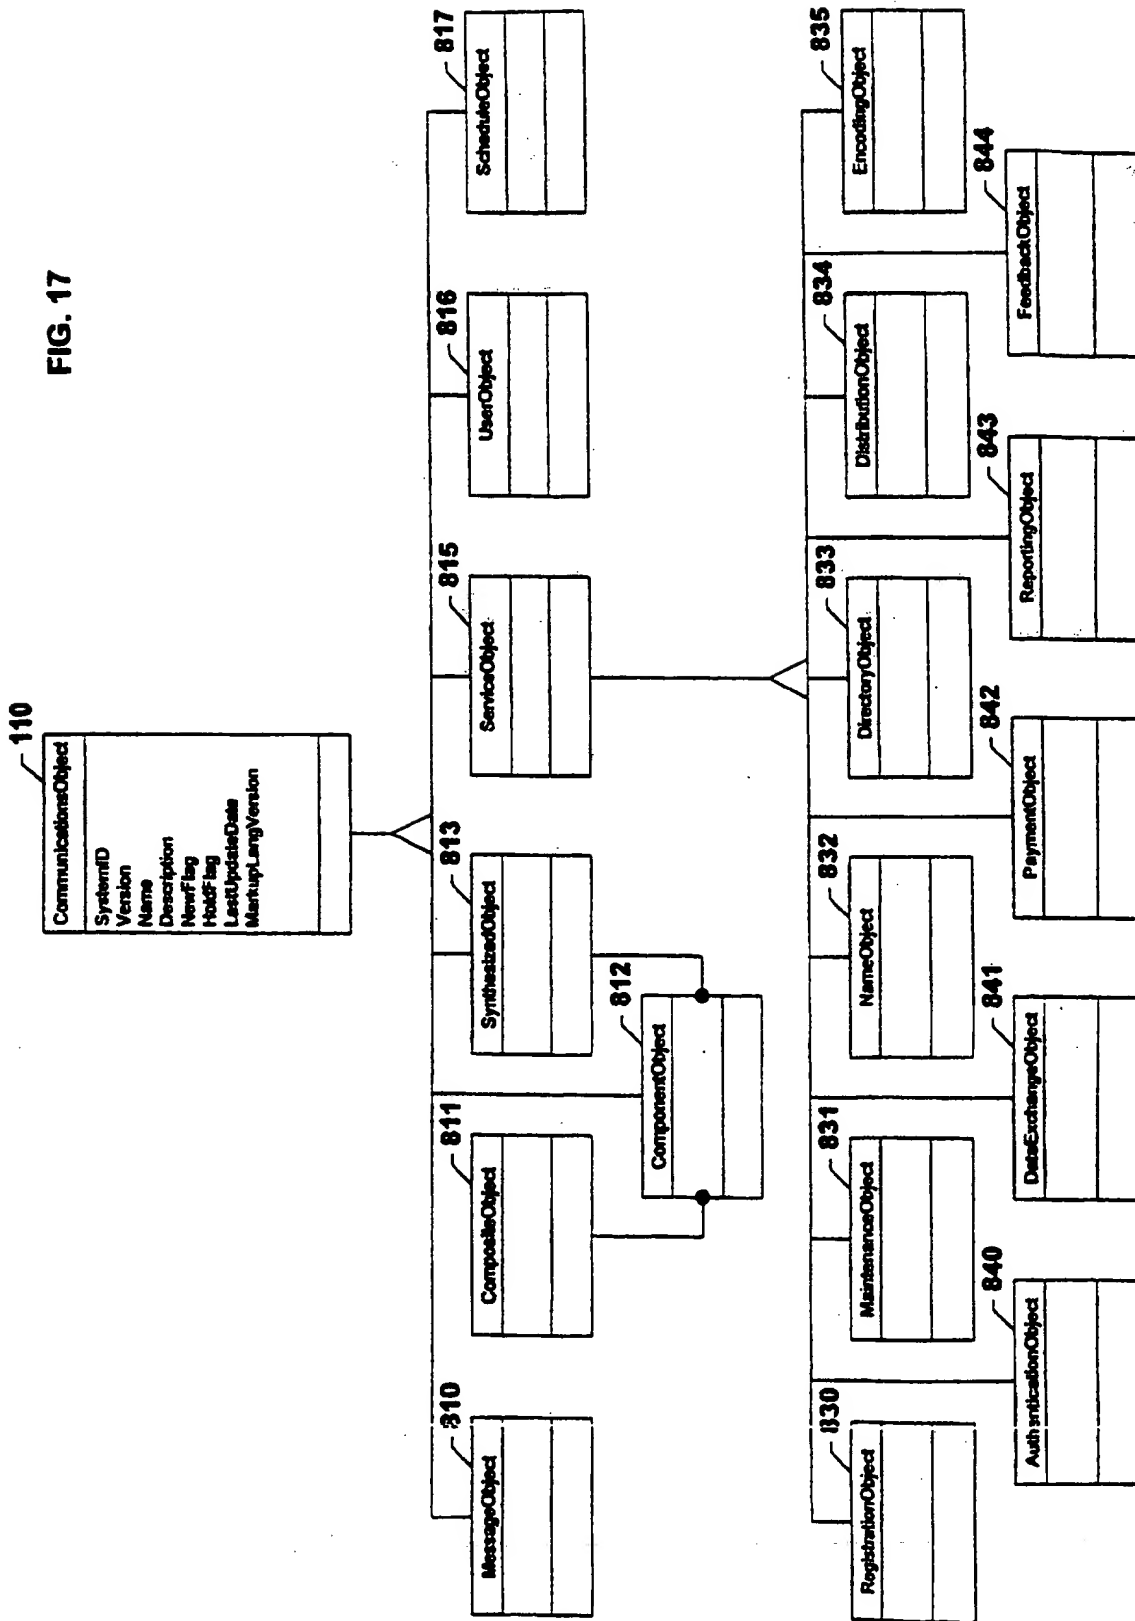 FIG. 17
110
CommunicationsObject
SystemID
Version
Name
Description
NewFlag
HoldFlag
LastUpdateDate
MarkupLangVersion
810
MessageObject
811
CompositeObject
812
ComponentObject
813
SynthesizedObject
815
ServiceObject
816
UserObject
817
ScheduleObject
830
RegistrationObject
831
MaintenanceObject
832
NameObject
833
DirectoryObject
834
DistributionObject
835
EncodingObject
840
AuthenticationObject
841
DataExchangeObject
842
PaymentObject
843
ReportingObject
844
FeedbackObject